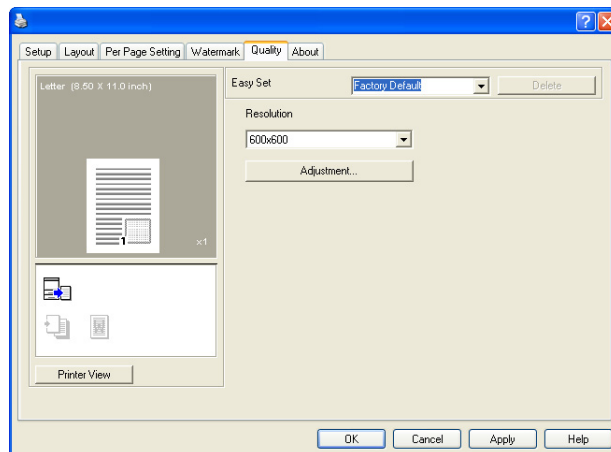 Setup Layout Per Page Setting Watermark Quality About
Letter (8.50 X 11.0 inch)
Easy Set Factory Default Delete
Resolution
600x600
Adjustment...
1 x1
Printer View
OK Cancel Apply Help